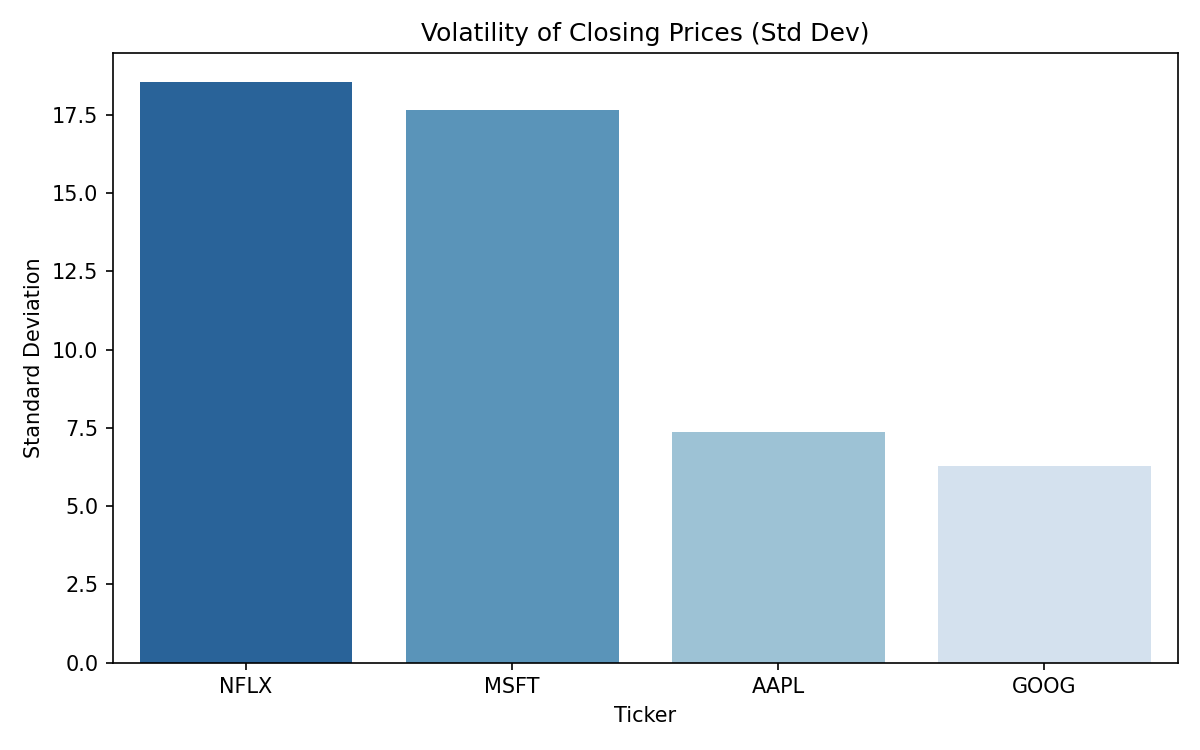 Volatility of Closing Prices (Std Dev)
Standard Deviation
17.5
15.0
12.5
10.0
7.5
5.0
2.5
0.0
NFLX MSFT AAPL GOOG
Ticker